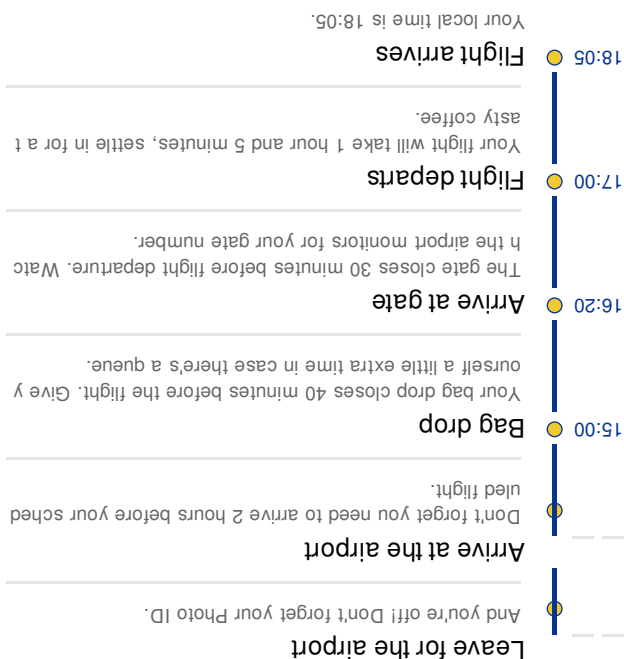 Leave for the airport
And you're off! Don't forget your Photo ID.
Arrive at the airport
Don't forget you need to arrive 2 hours before your sched
uled flight.
15:00
Bag drop
Your bag drop closes 40 minutes before the flight. Give y
ourself a little extra time in case there's a queue.
16:20
Arrive at gate
The gate closes 30 minutes before flight departure. Watc
h the airport monitors for your gate number.
17:00
Flight departs
Your flight will take 1 hour and 5 minutes, settle in for a t
asty coffee.
18:05
Flight arrives
Your local time is 18:05.